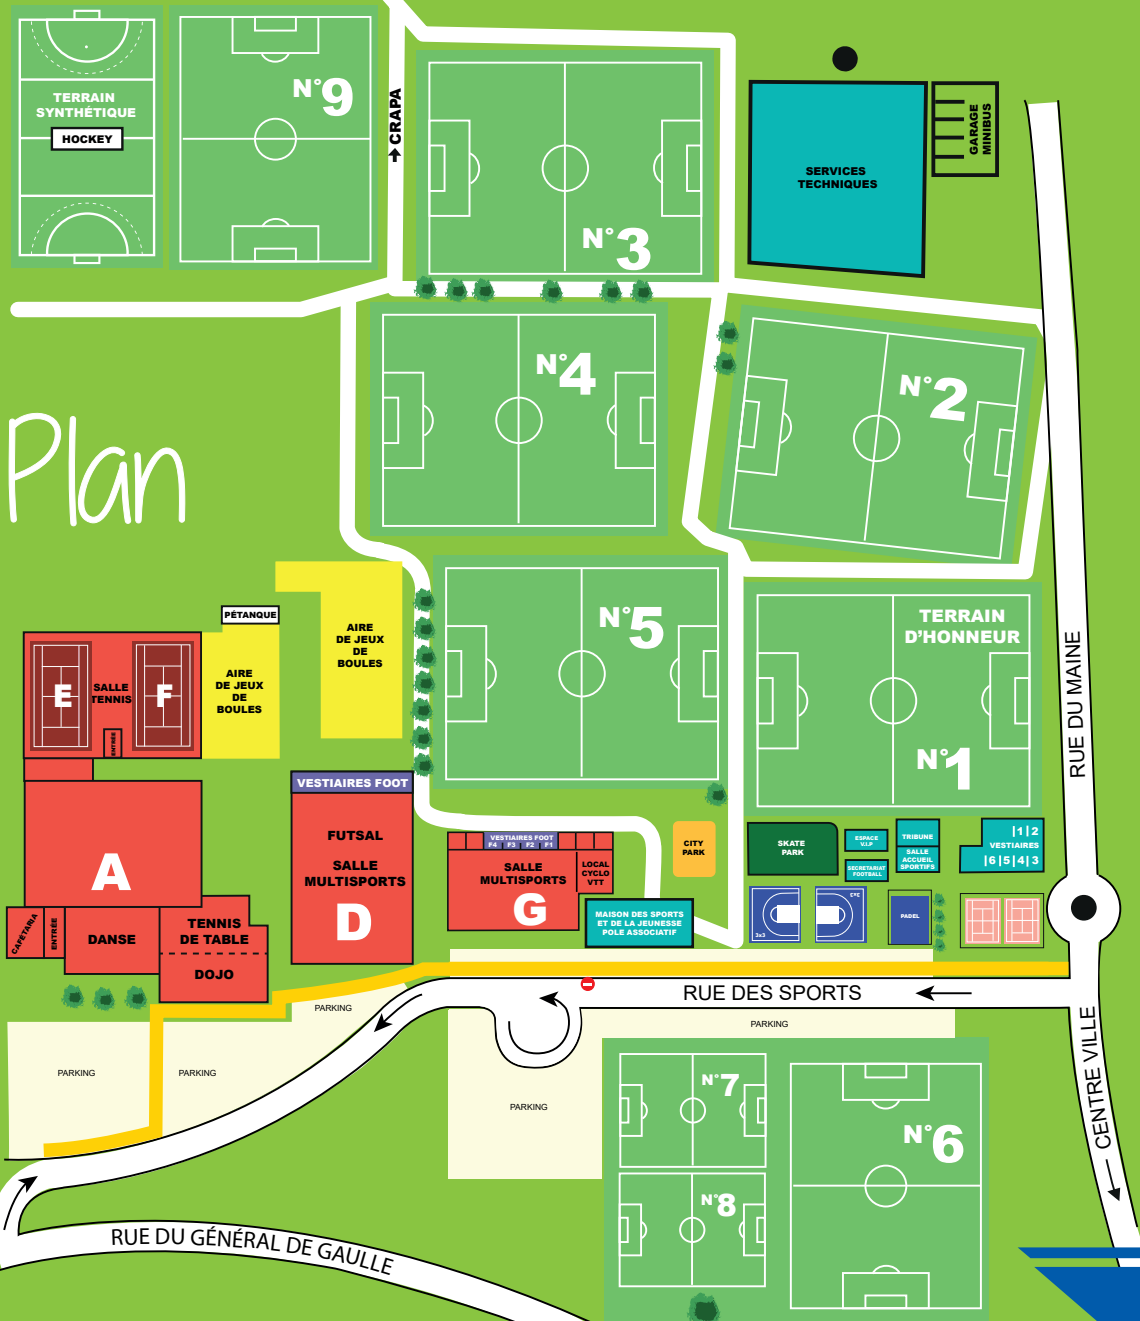 TERRAIN
SYNTHÉTIQUE
HOCKEY
N°9
CRAPA
N°3
SERVICES
TECHNIQUES
GARAGE
MINIBUS
N°4
N°2
Plan
N°5
TERRAIN
D'HONNEUR
N°1
RUE DU MAINE
PÉTANQUE
AIRE
DE JEUX
DE
BOULES
AIRE
DE JEUX
DE
BOULES
E
SALLE
TENNIS
F
ENTRÉE
VESTIAIRES FOOT
FUTSAL
SALLE
MULTISPORTS
D
A
CAFÉTARIA
ENTRÉE
DANSE
TENNIS
DE TABLE
DOJO
VESTIAIRES FOOT
F4 F3 F2 F1
SALLE
MULTISPORTS
G
LOCAL
CYCLO
VTT
CITY
PARK
MAISON DES SPORTS
ET DE LA JEUNESSE
POLE ASSOCIATIF
SKATE
PARK
ESPACE
V.I.P
SECRETARIAT
FOOTBALL
TRIBUNE
SALLE
ACCUEIL
SPORTIFS
|1|2
VESTIAIRES
|6|5|4|3
3x3
3x3
PADEL
RUE DES SPORTS
PARKING
PARKING
PARKING
PARKING
PARKING
CENTRE VILLE
N°7
N°8
N°6
RUE DU GÉNÉRAL DE GAULLE